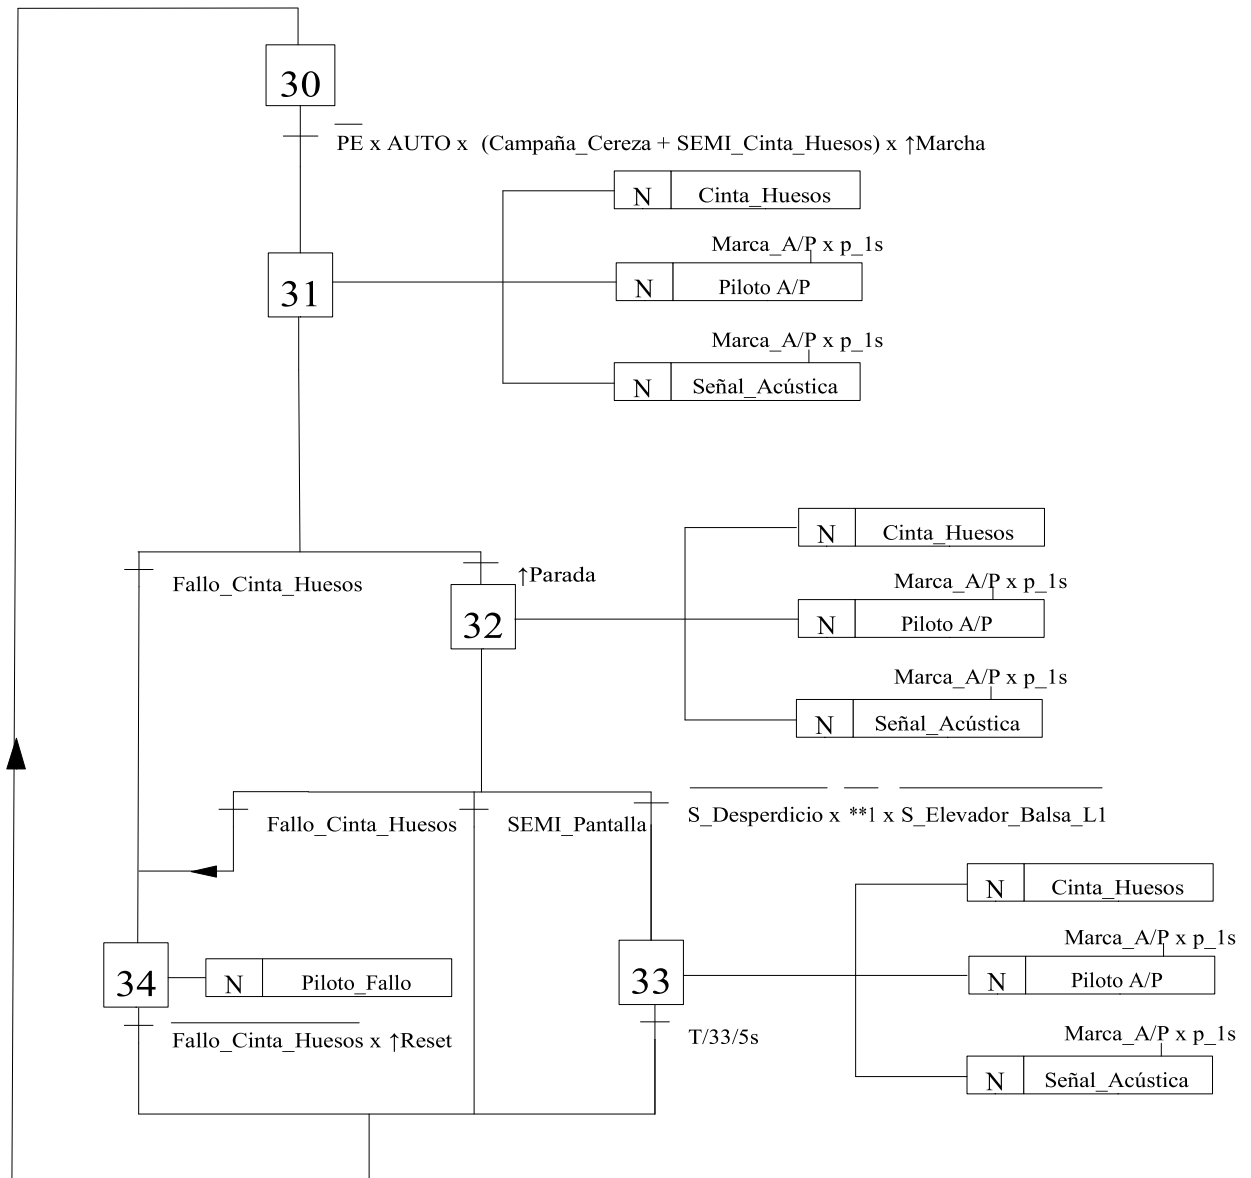 30
PE x AUTO x (Campaña_Cereza + SEMI_Cinta_Huesos) x ↑Marcha
N Cinta_Huesos
Marca_A/P x p_1s
31
N Piloto A/P
Marca_A/P x p_1s
N Señal_Acústica
N Cinta_Huesos
Fallo_Cinta_Huesos
↑Parada
Marca_A/P x p_1s
32
N Piloto A/P
Marca_A/P x p_1s
N Señal_Acústica
Fallo_Cinta_Huesos
SEMI_Pantalla
S_Desperdicio x **1 x S_Elevador_Balsa_L1
N Cinta_Huesos
Marca_A/P x p_1s
34
N Piloto_Fallo
33
N Piloto A/P
Fallo_Cinta_Huesos x ↑Reset
T/33/5s
Marca_A/P x p_1s
N Señal_Acústica